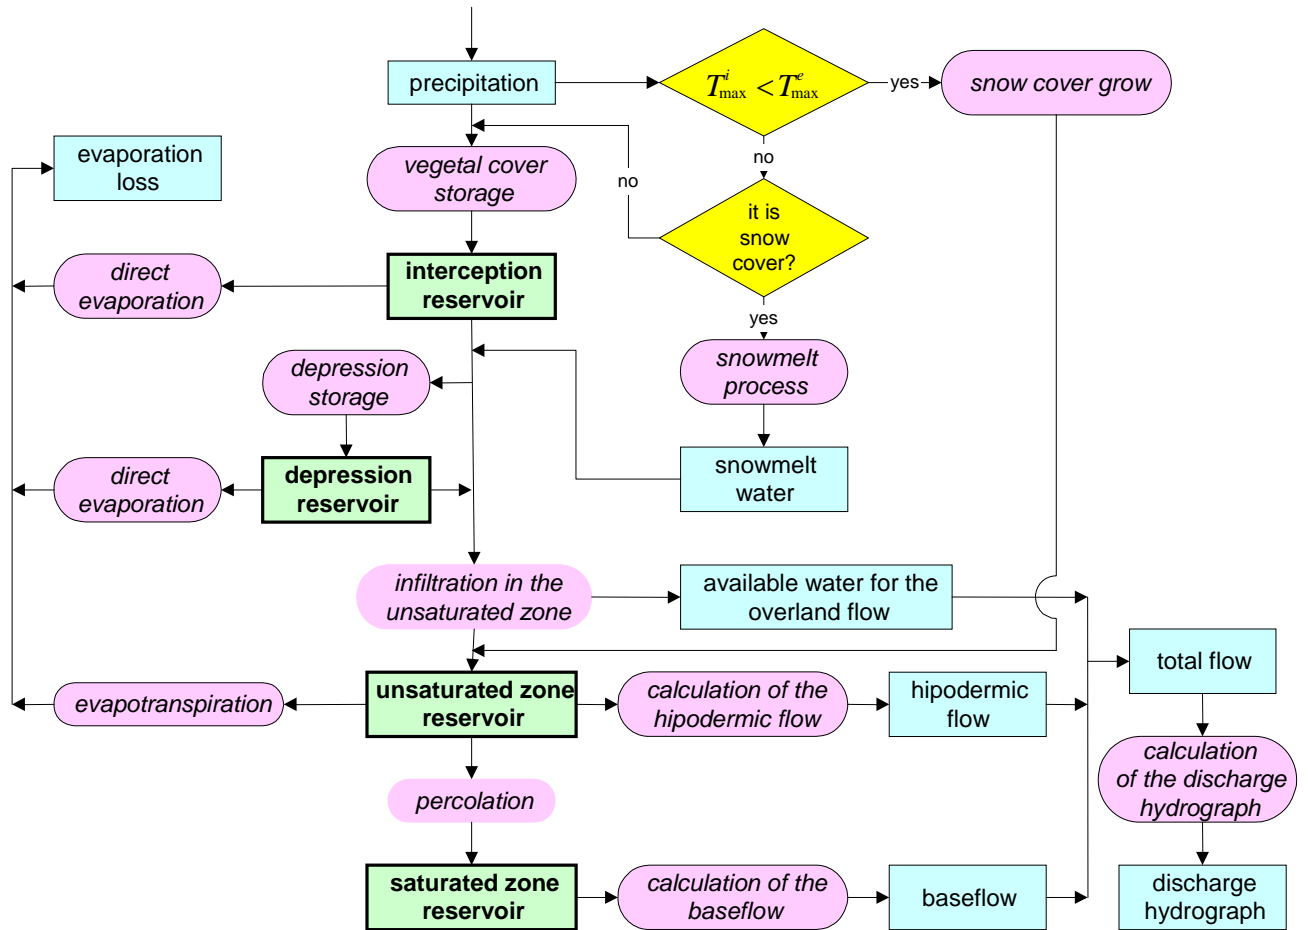 precipitation
T^i_max < T^e_max
yes
snow cover grow
evaporation
loss
vegetal cover
storage
no
no
it is
snow
cover?
direct
evaporation
interception
reservoir
yes
depression
storage
snowmelt
process
direct
evaporation
depression
reservoir
snowmelt
water
infiltration in the
unsaturated zone
available water for the
overland flow
total flow
evapotranspiration
unsaturated zone
reservoir
calculation of the
hipodermic flow
hipodermic
flow
calculation
of the discharge
hydrograph
percolation
saturated zone
reservoir
calculation of the
baseflow
baseflow
discharge
hydrograph